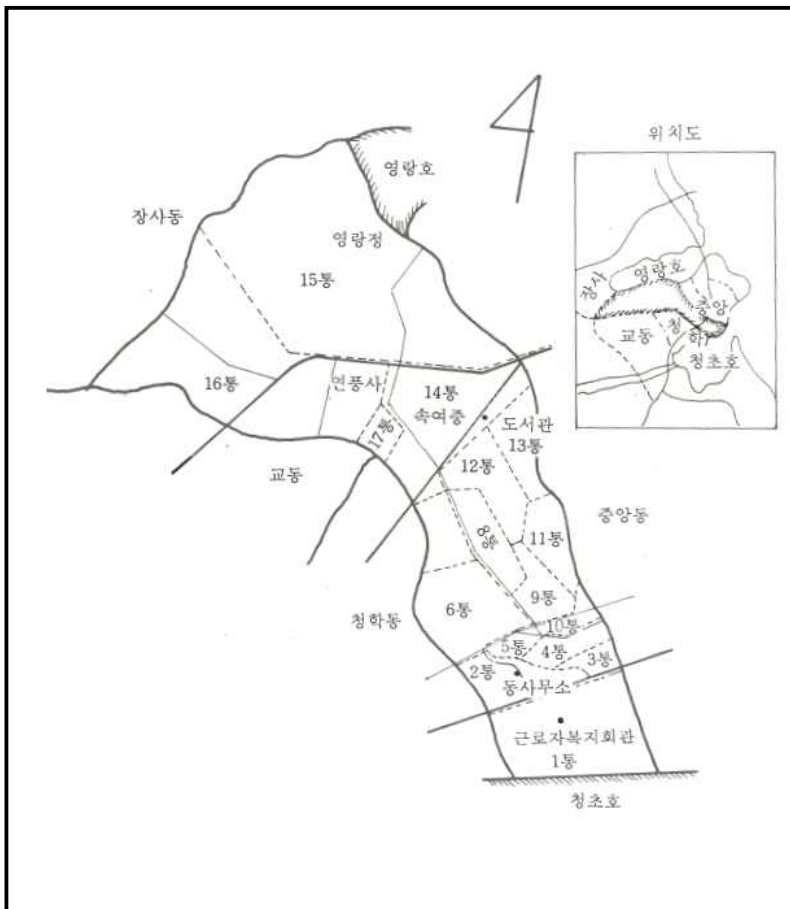 위치도
영랑호
장사동
영랑정
15통
영랑호
장사
중앙
교동
청
학
청초호
16통
연풍사
14통
속여중
17통
도서관
13통
12통
교동
8통
11통
중앙동
9통
6통
10통
청학동
5통
4통
3통
2통
동사무소
근로자복지회관
1통
청초호